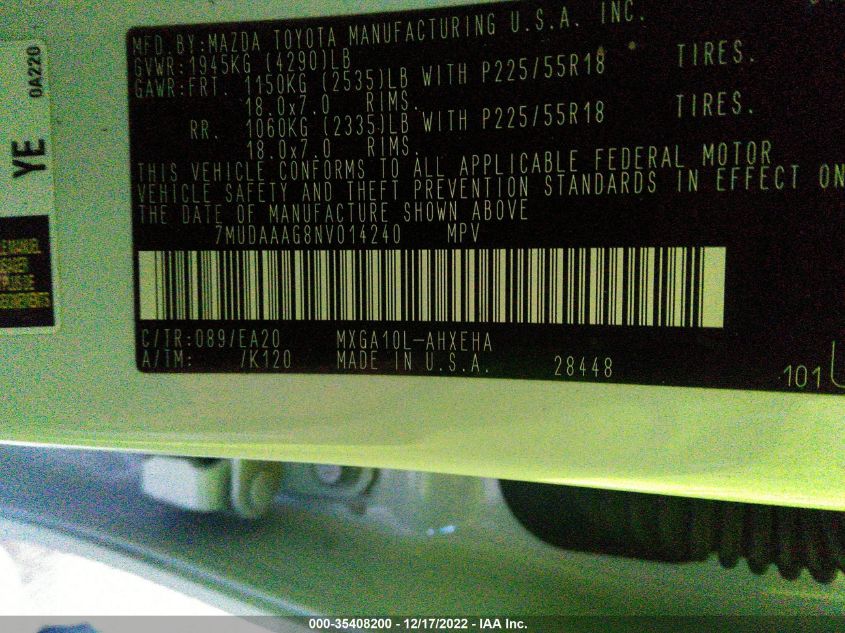 MFD.BY:MAZDA TOYOTA MANUFACTURING U.S.A. INC.
GVWR:1945KG (4290)LB
GAWR:FRT. 1150KG (2535)LB WITH P225/55R18 TIRES.
18.0x7.0 RIMS.
RR. 1060KG (2335)LB WITH P225/55R18 TIRES.
18.0x7.0 RIMS.
THIS VEHICLE CONFORMS TO ALL APPLICABLE FEDERAL MOTOR
VEHICLE SAFETY AND THEFT PREVENTION STANDARDS IN EFFECT ON
THE DATE OF MANUFACTURE SHOWN ABOVE
7MUDAAAG8NV014240 MPV
C/TR:089/EA20 MXGA10L-AHXEHA
A/TM: /K120 MADE IN U.S.A. 28448
101
YE
0A220
000-35408200 - 12/17/2022 - IAA Inc.